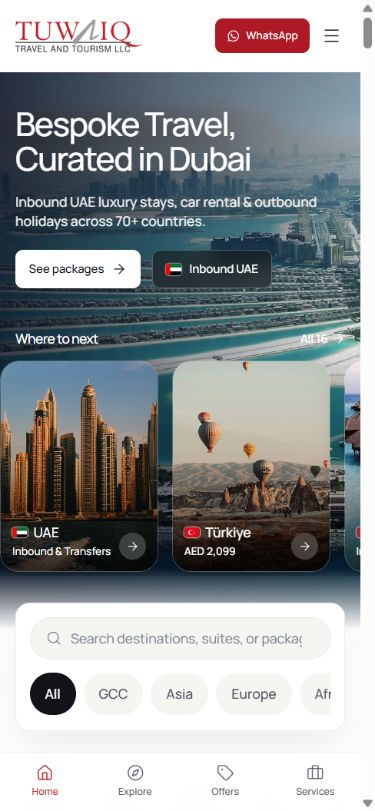 TUWAIQ
TRAVEL AND TOURISM LLC
WhatsApp
Bespoke Travel,
Curated in Dubai
Inbound UAE luxury stays, car rental & outbound
holidays across 70+ countries.
See packages
Inbound UAE
Where to next
All 16
UAE
Inbound & Transfers
Türkiye
AED 2,099
Search destinations, suites, or packag
All
GCC
Asia
Europe
Afr
Home
Explore
Offers
Services